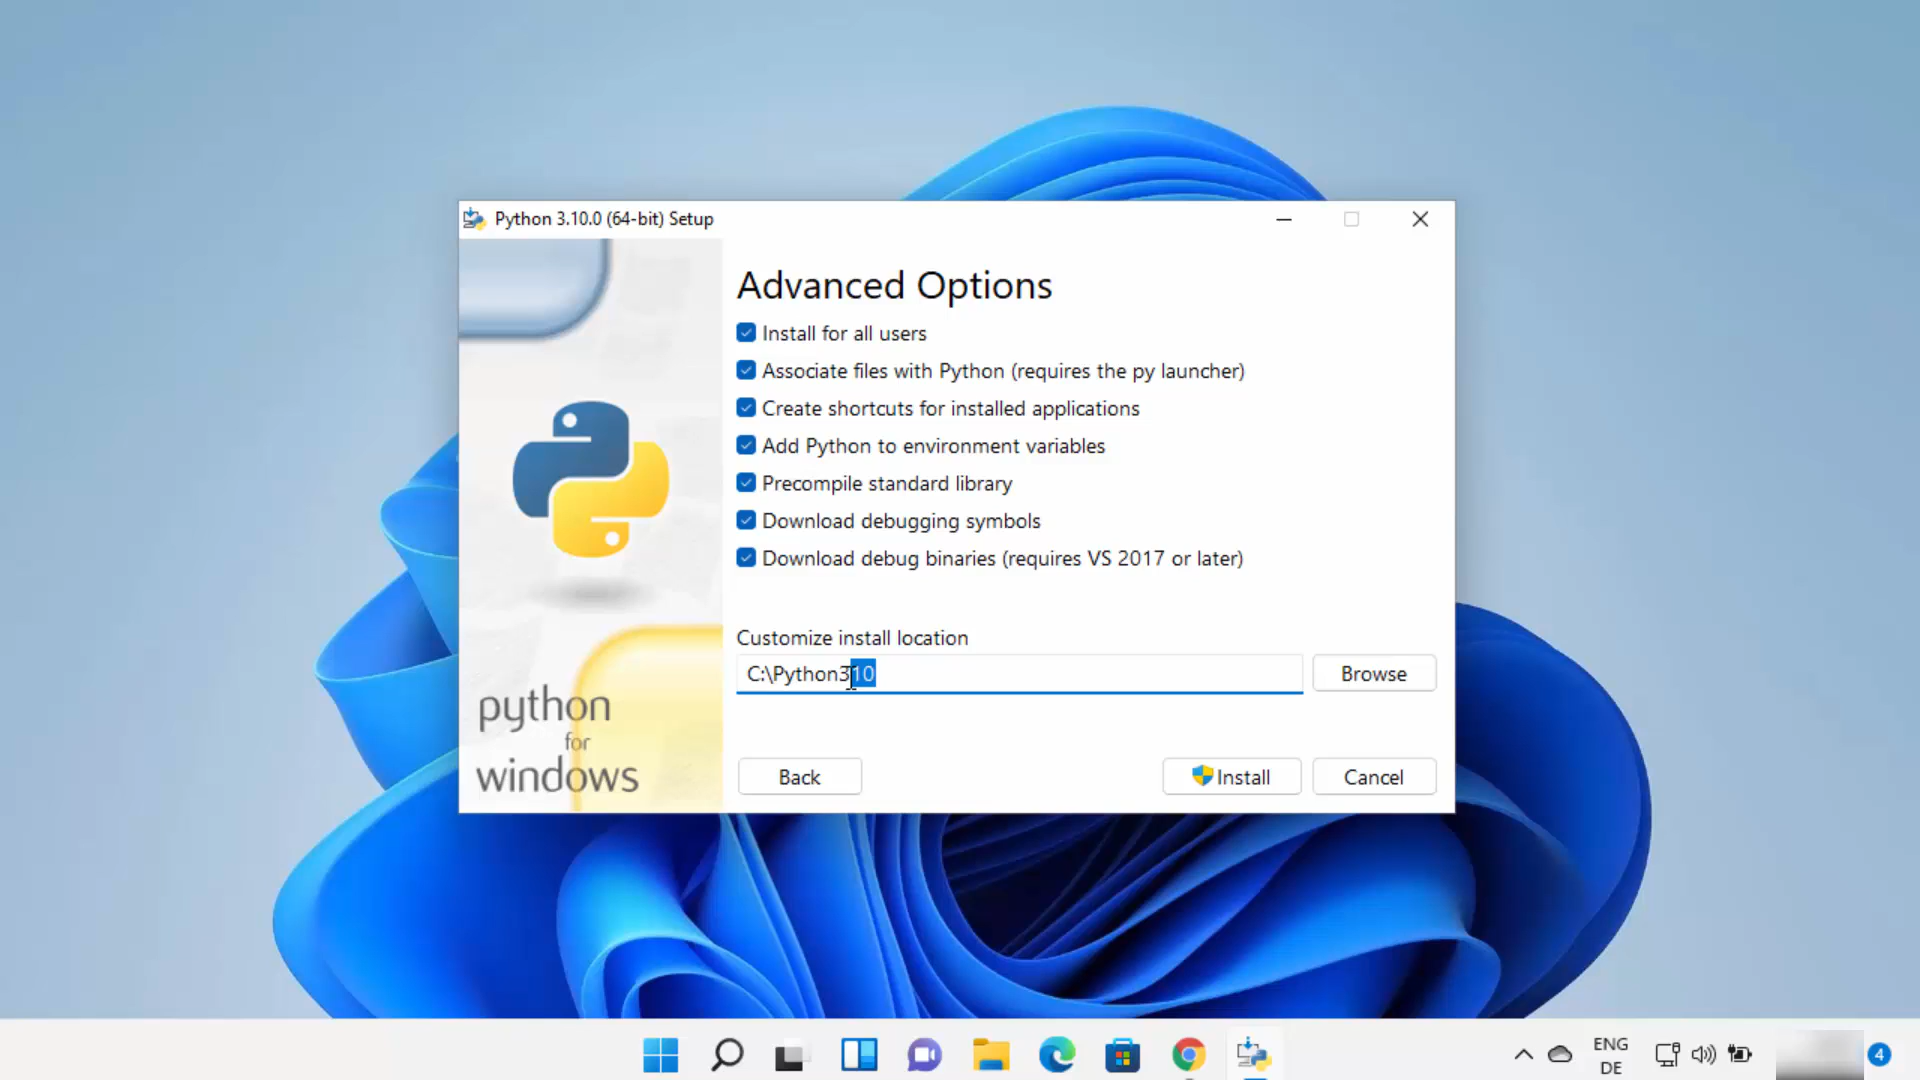 Python 3.10.0 (64-bit) Setup
Advanced Options
Install for all users
Associate files with Python (requires the py launcher)
Create shortcuts for installed applications
Add Python to environment variables
Precompile standard library
Download debugging symbols
Download debug binaries (requires VS 2017 or later)
Customize install location
C:\Python310
Browse
python
for
windows
Back
Install
Cancel
ENG
DE
4